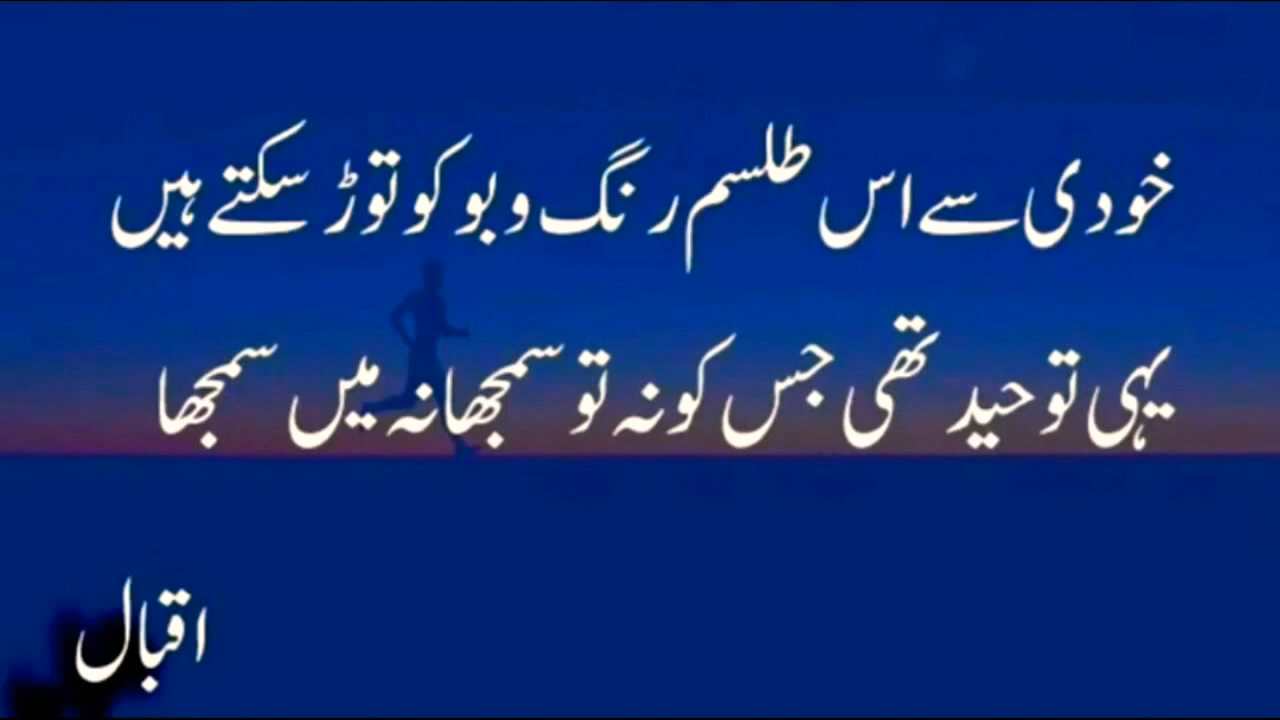 خودی سے اس طلسم رنگ و بو کو توڑ سکتے ہیں
یہی توحید تھی جس کو نہ تو سمجھا نہ میں سمجھا
اقبال